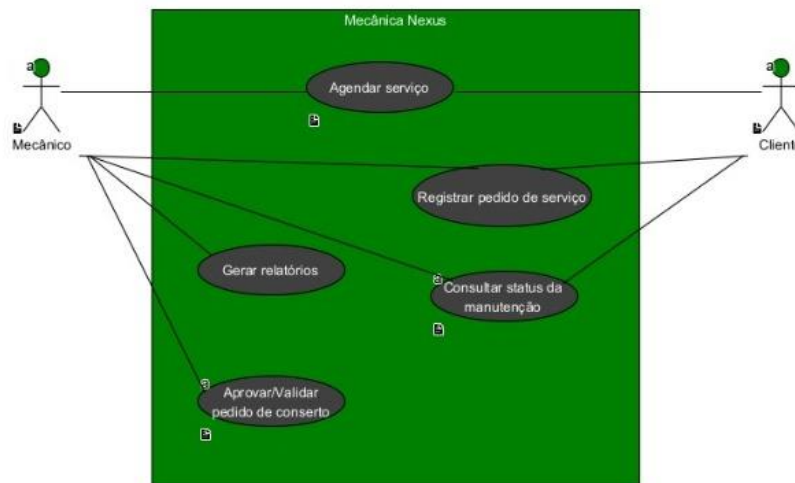 Mecânica Nexus
a
a
Agendar serviço
Mecânico
Cliente
Registrar pedido de serviço
Gerar relatórios
a
Consultar status da
manutenção
a
Aprovar/Validar
pedido de conserto